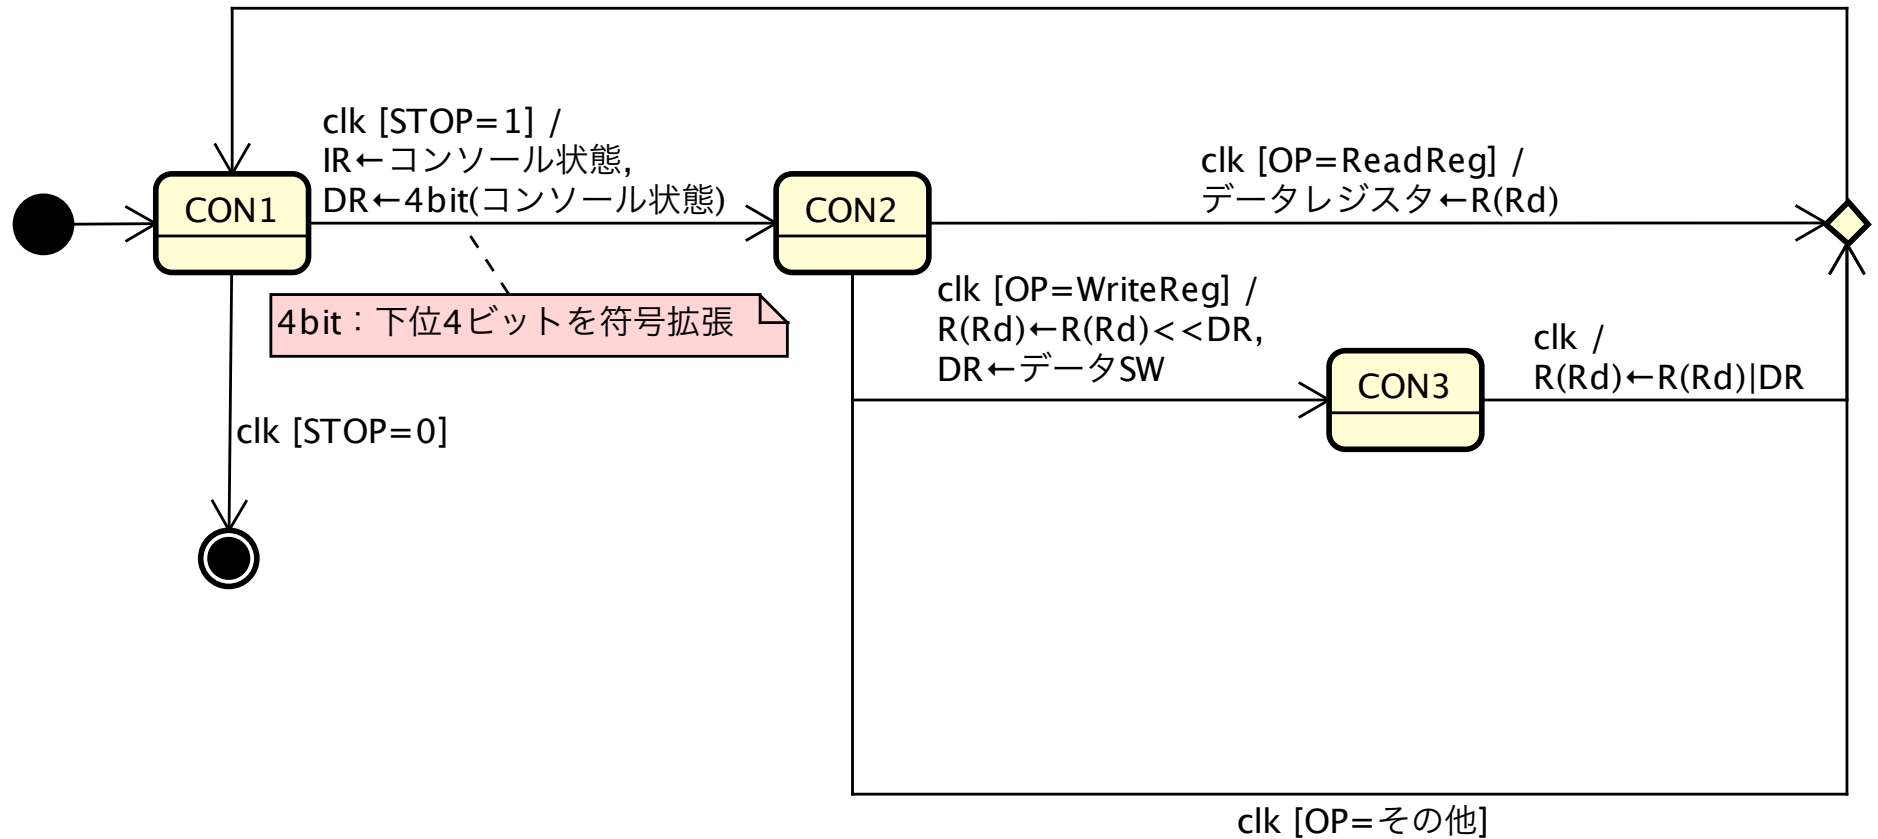 clk [STOP=1] /
IR←コンソール状態,
DR←4bit(コンソール状態)
clk [OP=ReadReg] /
データレジスタ←R(Rd)
CON1
CON2
clk [OP=WriteReg] /
R(Rd)←R(Rd)<<DR,
DR←データSW
4bit：下位4ビットを符号拡張
clk /
R(Rd)←R(Rd)|DR
CON3
clk [STOP=0]
clk [OP=その他]